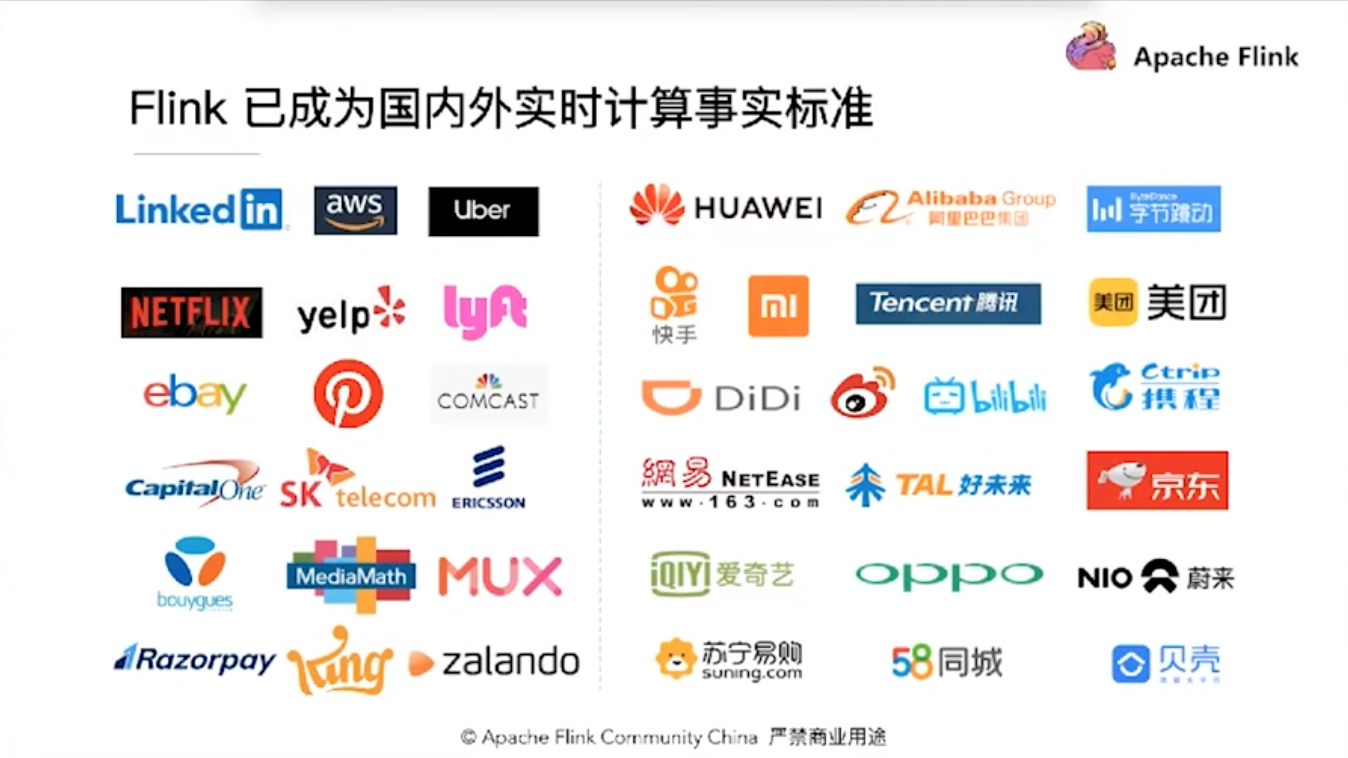 Apache Flink
Flink 已成为国内外实时计算事实标准
Linked in
aws
Uber
HUAWEI
Alibaba Group
阿里巴巴集团
ByteDance
字节跳动
NETFLIX
yelp
lyft
快手
mi
Tencent 腾讯
美团 美团
ebay
COMCAST
DiDi
bilibili
Ctrip
携程
Capital One
SK telecom
ERICSSON
網易 NETEASE
www.163.com
TAL 好未来
京东
bouygues
MediaMath
MUX
iQIYI 爱奇艺
oppo
NIO 蔚来
Razorpay
King
zalando
苏宁易购
suning.com
58同城
贝壳
© Apache Flink Community China 严禁商业用途